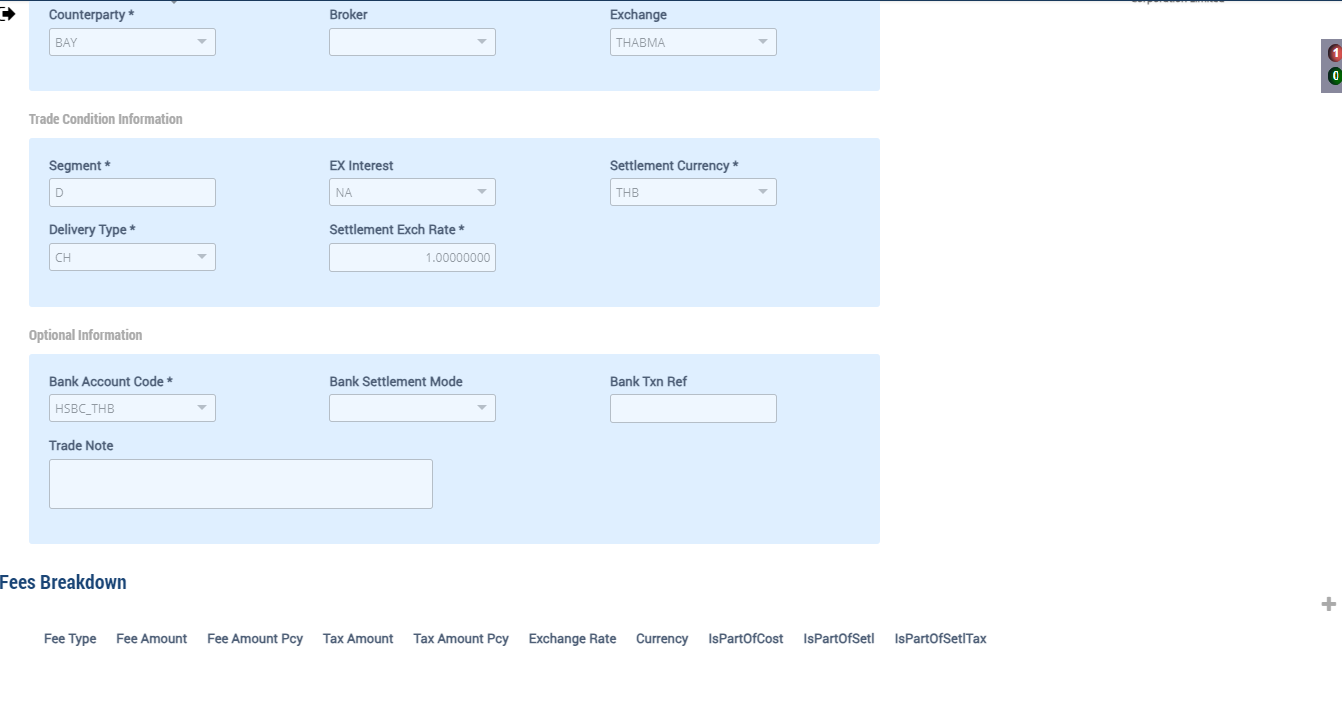 Counterparty * Broker Exchange
BAY THABMA
1
0
Trade Condition Information
Segment * EX Interest Settlement Currency *
D NA THB
Delivery Type * Settlement Exch Rate *
CH 1.00000000
Optional Information
Bank Account Code * Bank Settlement Mode Bank Txn Ref
HSBC_THB
Trade Note
Fees Breakdown
Fee Type Fee Amount Fee Amount Pcy Tax Amount Tax Amount Pcy Exchange Rate Currency IsPartOfCost IsPartOfSetl IsPartOfSetlTax